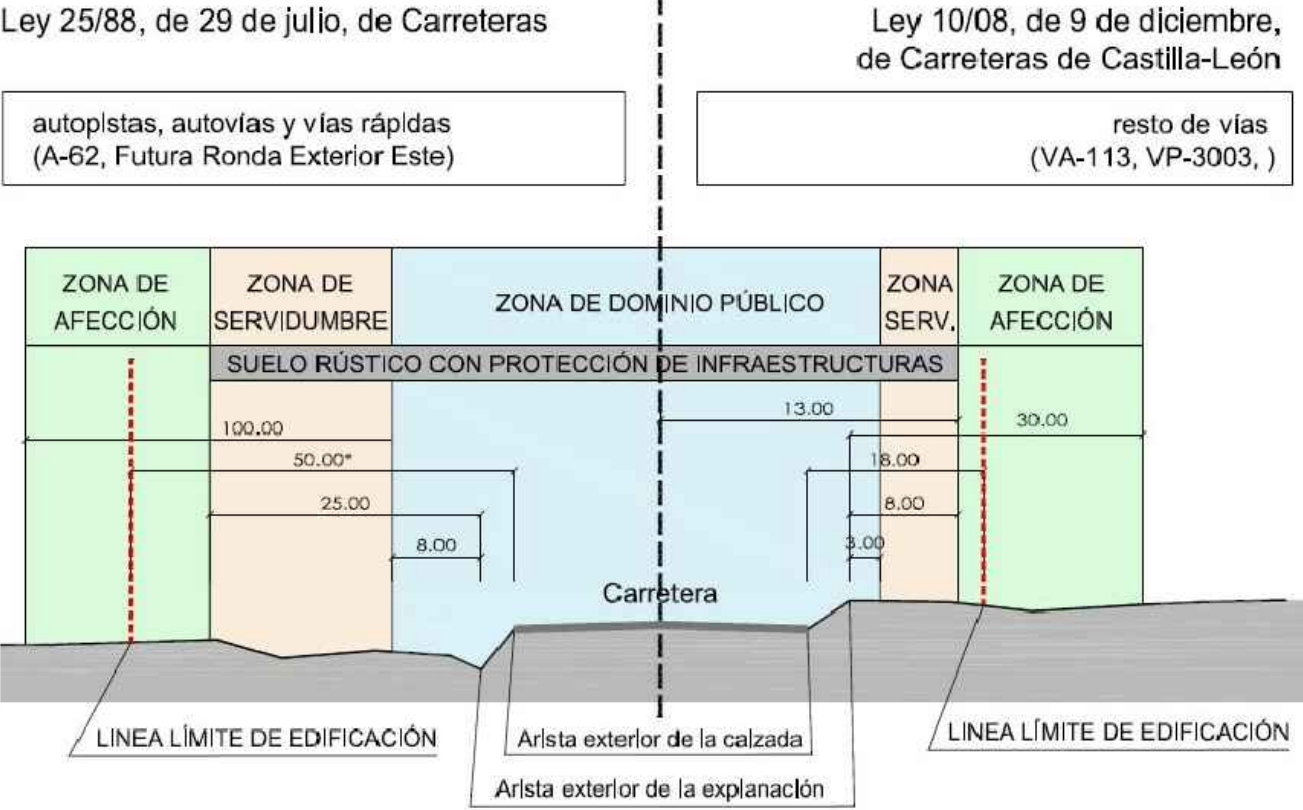 Ley 25/88, de 29 de julio, de Carreteras
Ley 10/08, de 9 de diciembre,
de Carreteras de Castilla-León
autopistas, autovías y vías rápidas
(A-62, Futura Ronda Exterior Este)
resto de vías
(VA-113, VP-3003, )
ZONA DE
AFECCIÓN
ZONA DE
SERVIDUMBRE
ZONA DE DOMINIO PÚBLICO
ZONA
SERV.
ZONA DE
AFECCIÓN
SUELO RÚSTICO CON PROTECCIÓN DE INFRAESTRUCTURAS
13.00
100.00
30.00
50.00*
18.00
25.00
8.00
8.00
3.00
Carretera
LINEA LÍMITE DE EDIFICACIÓN
Arista exterior de la calzada
LINEA LÍMITE DE EDIFICACIÓN
Arista exterior de la explanación